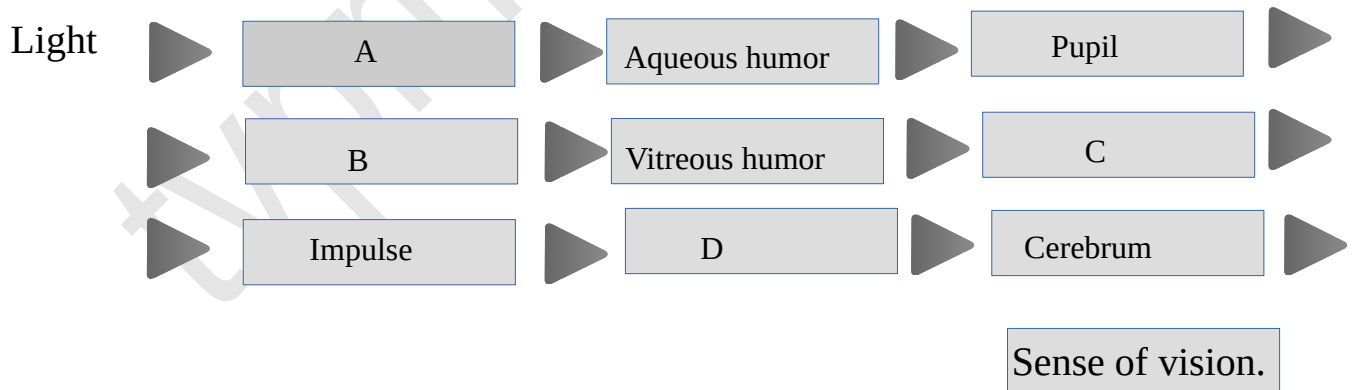 Light
A
Aqueous humor
Pupil
B
Vitreous humor
C
Impulse
D
Cerebrum
Sense of vision.